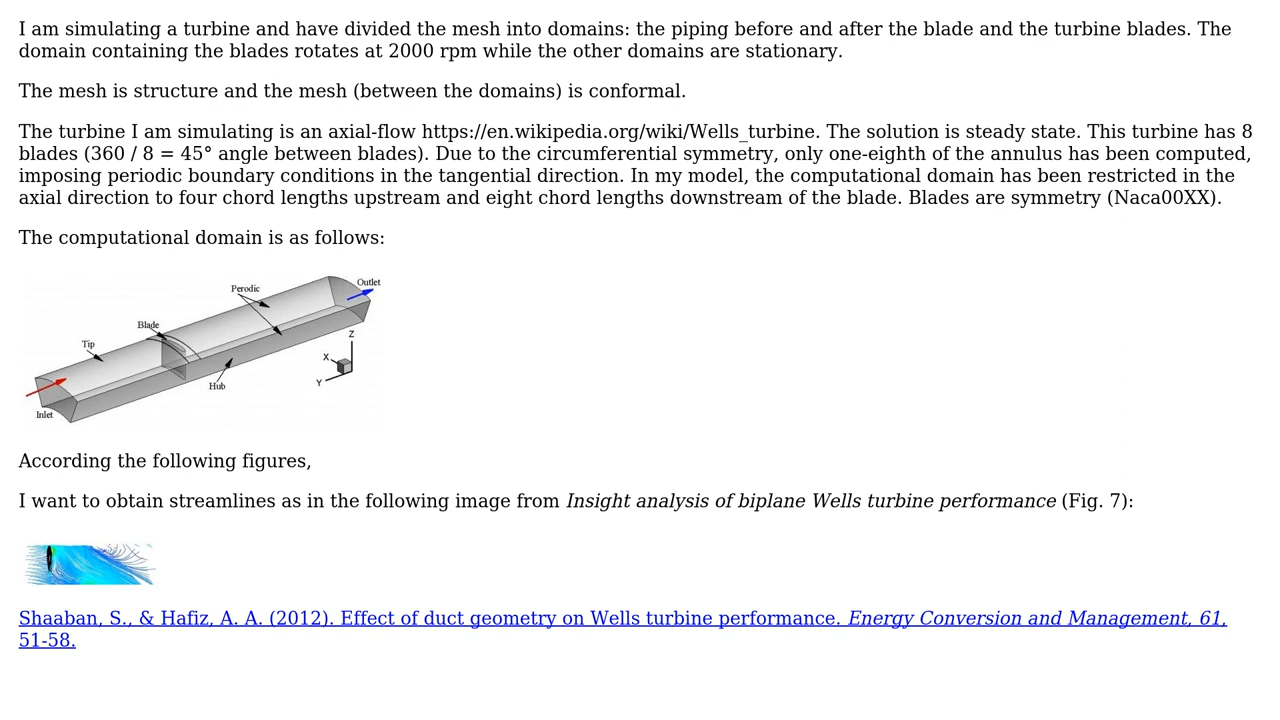 I am simulating a turbine and have divided the mesh into domains: the piping before and after the blade and the turbine blades. The
domain containing the blades rotates at 2000 rpm while the other domains are stationary.
The mesh is structure and the mesh (between the domains) is conformal.
The turbine I am simulating is an axial-flow https://en.wikipedia.org/wiki/Wells_turbine. The solution is steady state. This turbine has 8
blades (360 / 8 = 45° angle between blades). Due to the circumferential symmetry, only one-eighth of the annulus has been computed,
imposing periodic boundary conditions in the tangential direction. In my model, the computational domain has been restricted in the
axial direction to four chord lengths upstream and eight chord lengths downstream of the blade. Blades are symmetry (Naca00XX).
The computational domain is as follows:
Outlet
Perodic
Blade
Z
Tip
X
Y
Hub
Inlet
According the following figures,
I want to obtain streamlines as in the following image from Insight analysis of biplane Wells turbine performance (Fig. 7):
Shaaban, S., & Hafiz, A. A. (2012). Effect of duct geometry on Wells turbine performance. Energy Conversion and Management, 61,
51-58.